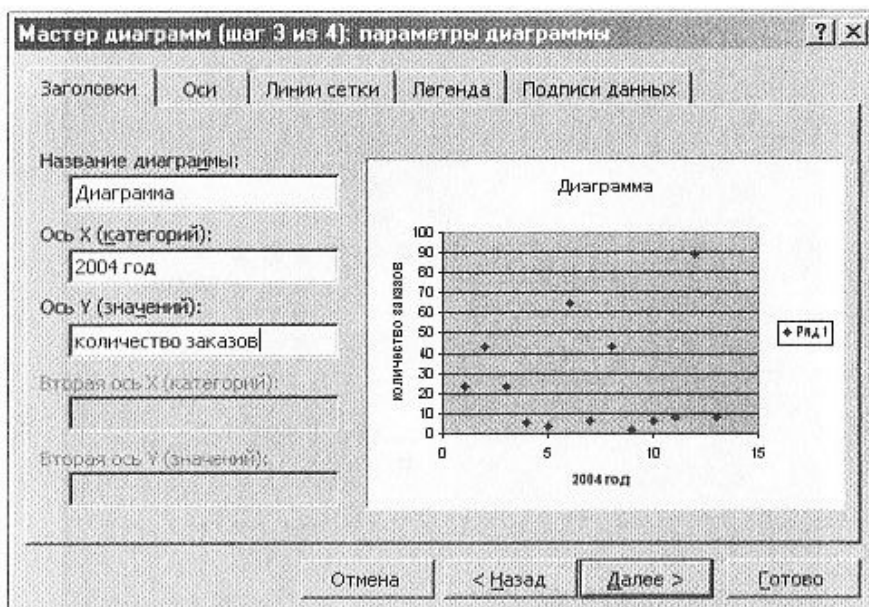 Мастер диаграмм (шаг 3 из 4): параметры диаграммы
Заголовки
Оси
Линии сетки
Легенда
Подписи данных
Название диаграммы:
Диаграмма
Ось X (категорий):
2004 год
Ось Y (значений):
количество заказов
Вторая ось X (категорий):
Вторая ось Y (значений):
Диаграмма
количество заказов
100
90
80
70
60
50
40
30
20
10
0
0 5 10 15
2004 год
Ряд1
Отмена
< Назад
Далее >
Готово